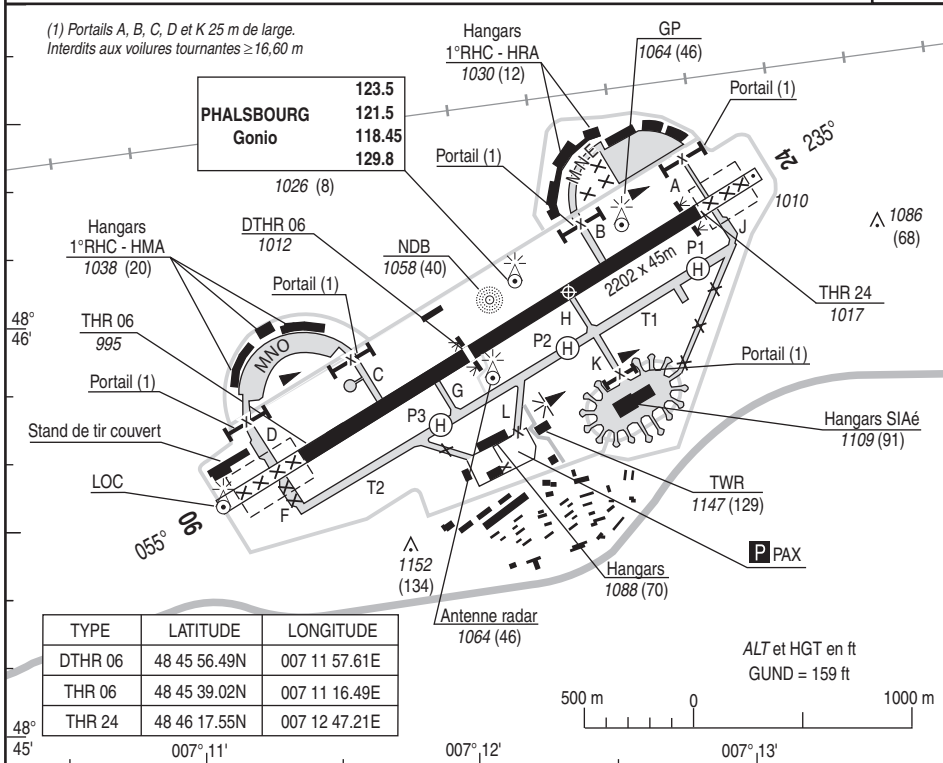 (1) Portails A, B, C, D et K 25 m de large.
Interdits aux voilures tournantes ≥16,60 m
Hangars
1°RHC - HRA
1030 (12)
GP
1064 (46)
Portail (1)
PHALSBOURG
Gonio
123.5
121.5
118.45
129.8
1026 (8)
Portail (1)
M-N-E
A
24
235°
1010
1086
(68)
Hangars
1°RHC - HMA
1038 (20)
DTHR 06
1012
NDB
1058 (40)
B
J
P1
H
2202 x 45m
THR 24
1017
Portail (1)
48°
46'
THR 06
995
MNO
H
T1
P2
H
K
Portail (1)
C
G
Portail (1)
P3
H
L
Hangars SIAé
1109 (91)
D
Stand de tir couvert
LOC
T2
TWR
1147 (129)
F
06
055°
1152
(134)
P PAX
Hangars
1088 (70)
Antenne radar
1064 (46)
TYPE LATITUDE LONGITUDE
DTHR 06 48 45 56.49N 007 11 57.61E
THR 06 48 45 39.02N 007 11 16.49E
THR 24 48 46 17.55N 007 12 47.21E
ALT et HGT en ft
GUND = 159 ft
500 m 0 1000 m
48°
45'
007° 11' 007° 12' 007° 13'